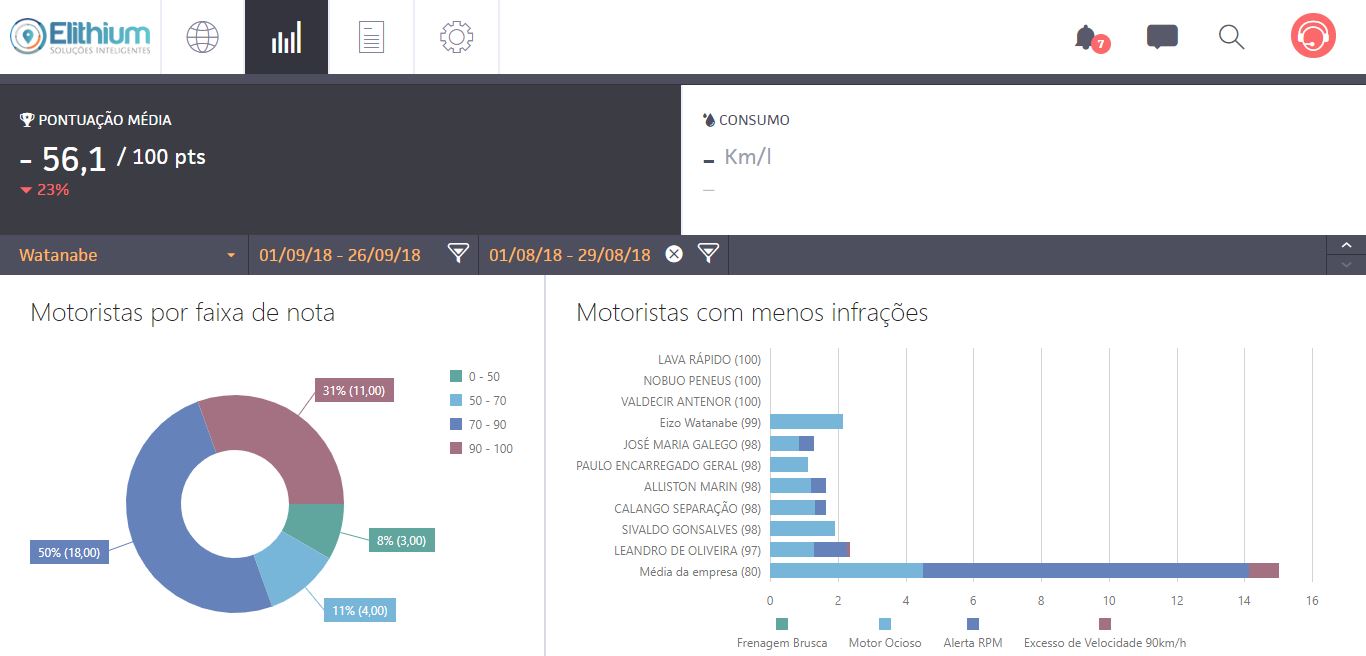 Elithium
SOLUÇÕES INTELIGENTES
7
PONTUAÇÃO MÉDIA
- 56,1 / 100 pts
23%
CONSUMO
- Km/l
–
Watanabe
01/09/18 - 26/09/18
01/08/18 - 29/08/18
Motoristas por faixa de nota
31% (11,00)
8% (3,00)
50% (18,00)
11% (4,00)
0 - 50
50 - 70
70 - 90
90 - 100
Motoristas com menos infrações
LAVA RÁPIDO (100)
NOBUO PENEUS (100)
VALDECIR ANTENOR (100)
Eizo Watanabe (99)
JOSÉ MARIA GALEGO (98)
PAULO ENCARREGADO GERAL (98)
ALLISTON MARIN (98)
CALANGO SEPARAÇÃO (98)
SIVALDO GONSALVES (98)
LEANDRO DE OLIVEIRA (97)
Média da empresa (80)
0 2 4 6 8 10 12 14 16
Frenagem Brusca Motor Ocioso Alerta RPM Excesso de Velocidade 90km/h